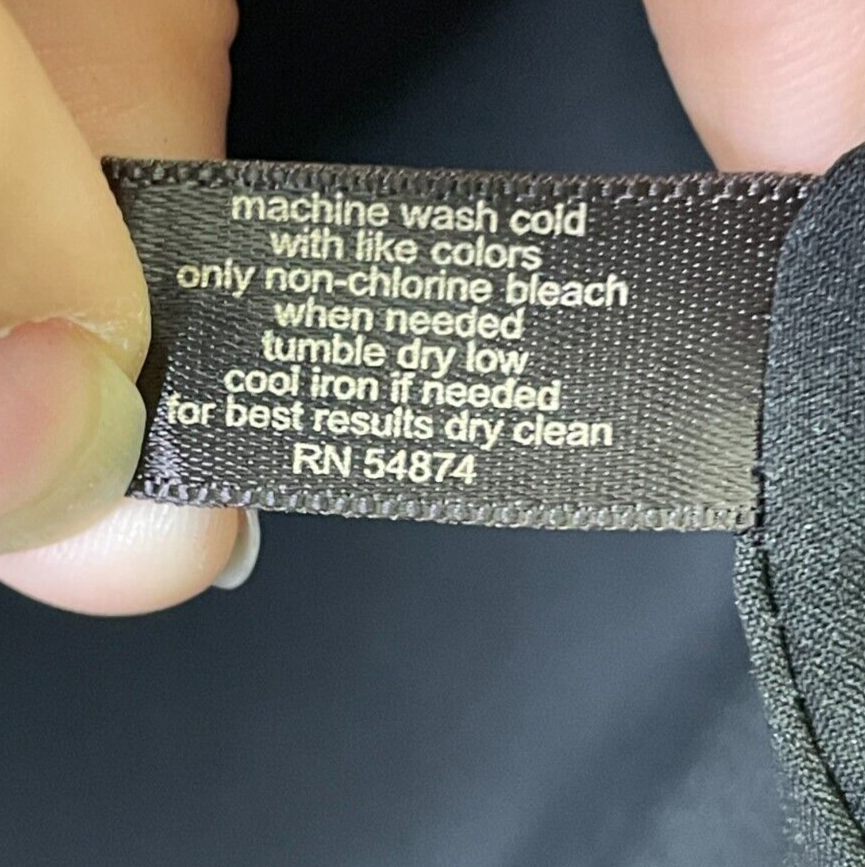 machine wash cold
with like colors
only non-chlorine bleach
when needed
tumble dry low
cool iron if needed
for best results dry clean
RN 54874